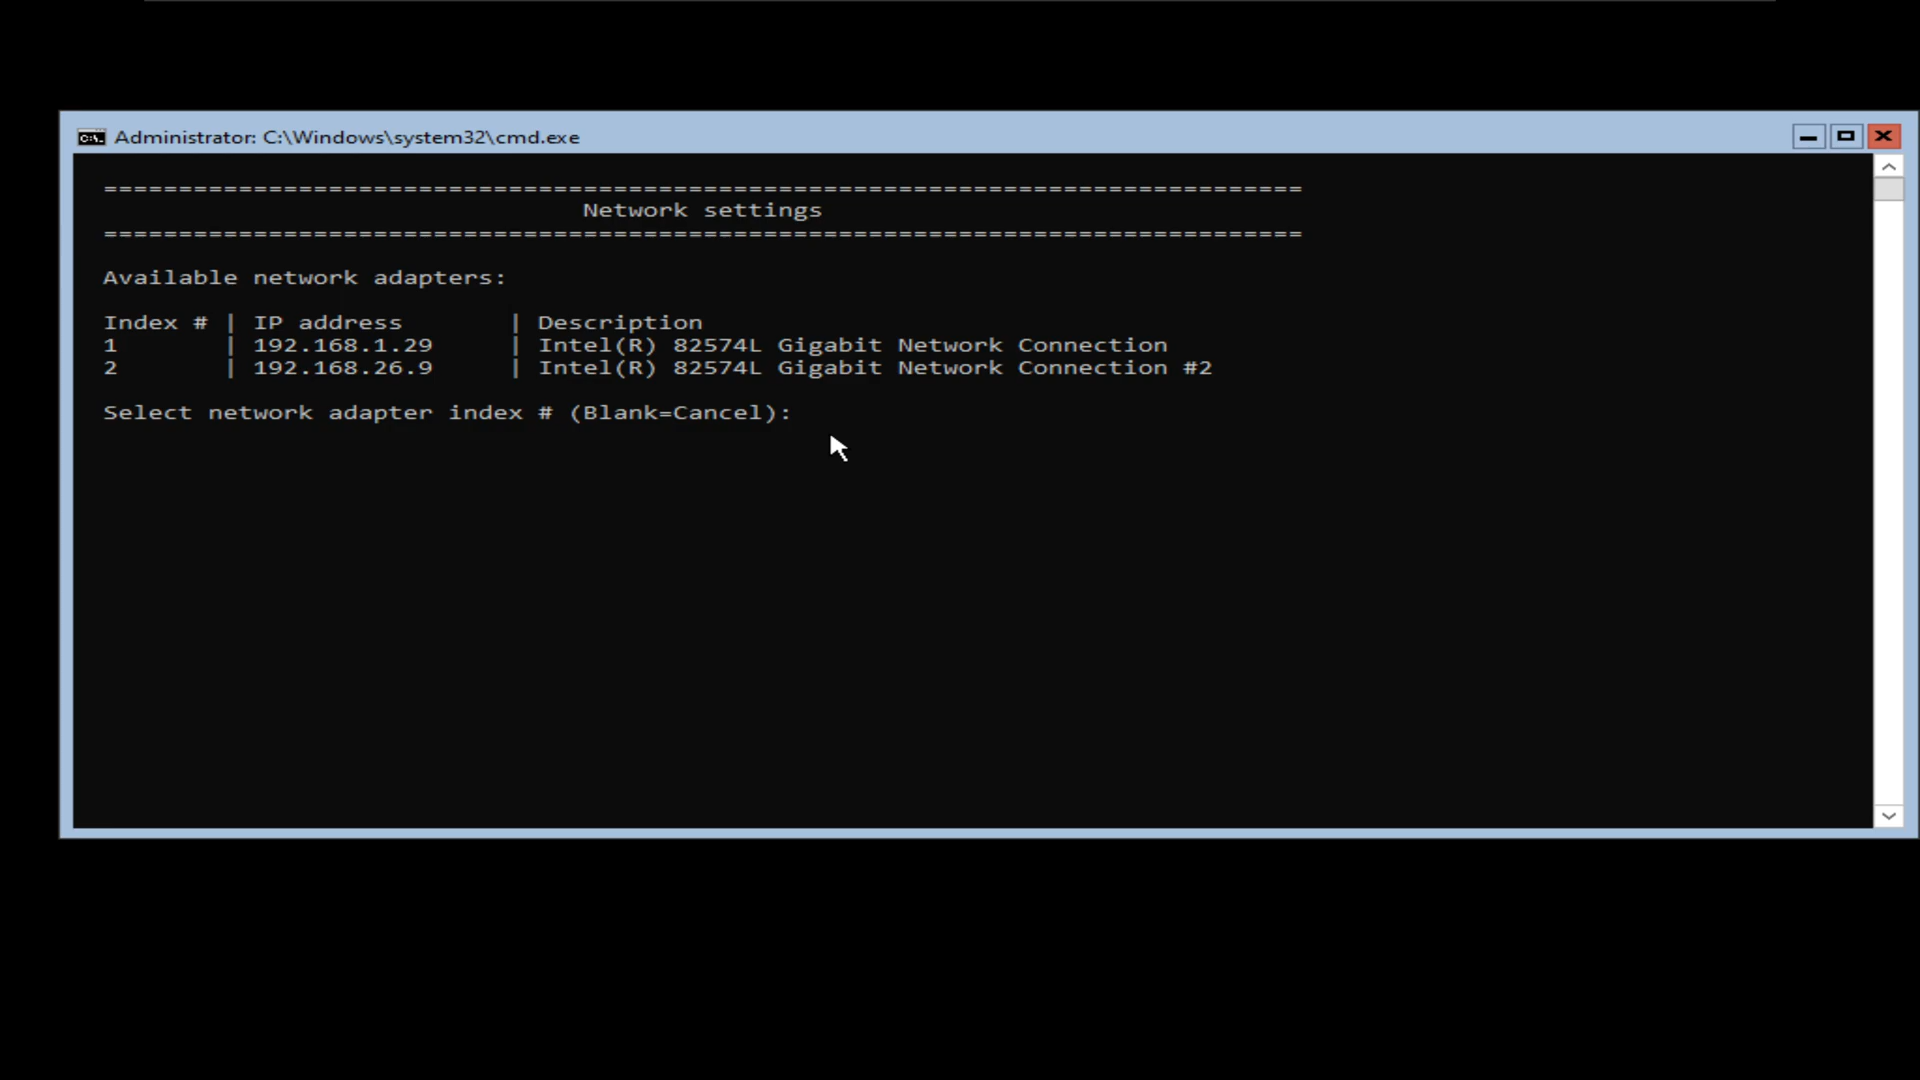 Administrator: C:\Windows\system32\cmd.exe
================================================================================
Network settings
================================================================================
Available network adapters:
Index # | IP address | Description
1 | 192.168.1.29 | Intel(R) 82574L Gigabit Network Connection
2 | 192.168.26.9 | Intel(R) 82574L Gigabit Network Connection #2
Select network adapter index # (Blank=Cancel):